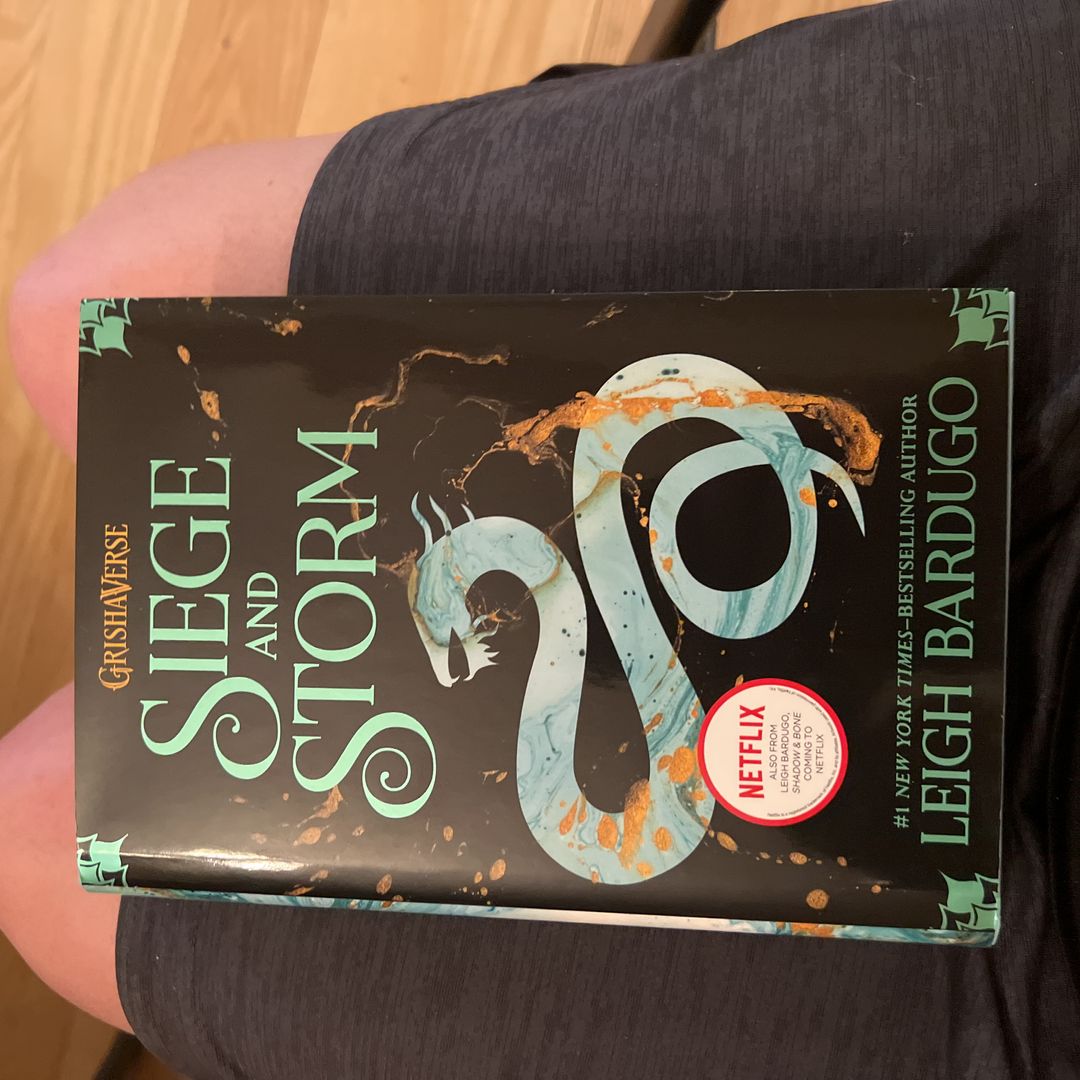 GRISHAVERSE
SIEGE
AND
STORM
NETFLIX
ALSO FROM
LEIGH BARDUGO,
SHADOW & BONE
COMING TO
NETFLIX
#1 NEW YORK TIMES–BESTSELLING AUTHOR
LEIGH BARDUGO